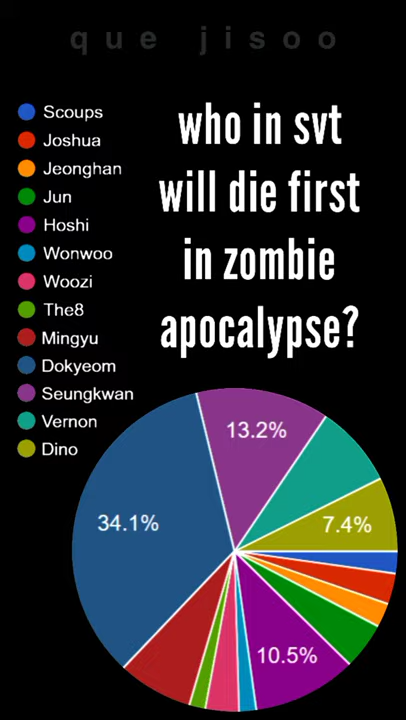 que jisoo
Scoups
Joshua
Jeonghan
Jun
Hoshi
Wonwoo
Woozi
The8
Mingyu
Dokyeom
Seungkwan
Vernon
Dino
who in svt
will die first
in zombie
apocalypse?
13.2%
34.1%
7.4%
10.5%